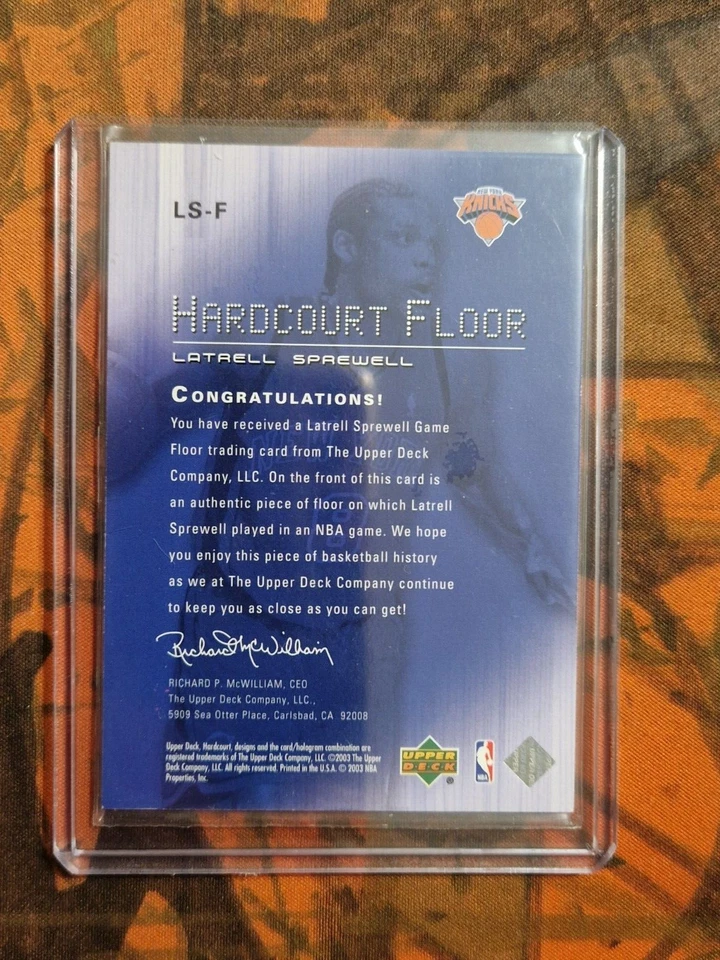 LS-F
NEW YORK
KNICKS
HARDCOURT FLOOR
LATRELL SPREWELL
CONGRATULATIONS!
You have received a Latrell Sprewell Game
Floor trading card from The Upper Deck
Company, LLC. On the front of this card is
an authentic piece of floor on which Latrell
Sprewell played in an NBA game. We hope
you enjoy this piece of basketball history
as we at The Upper Deck Company continue
to keep you as close as you can get!
Richard McWilliam
RICHARD P. McWILLIAM, CEO
The Upper Deck Company, LLC.,
5909 Sea Otter Place, Carlsbad, CA 92008
Upper Deck, Hardcourt, designs and the card/hologram combination are
registered trademarks of The Upper Deck Company, LLC. ©2003 The Upper
Deck Company, LLC. All rights reserved. Printed in the U.S.A. © 2003 NBA
Properties, Inc.
UPPER
DECK
NBA